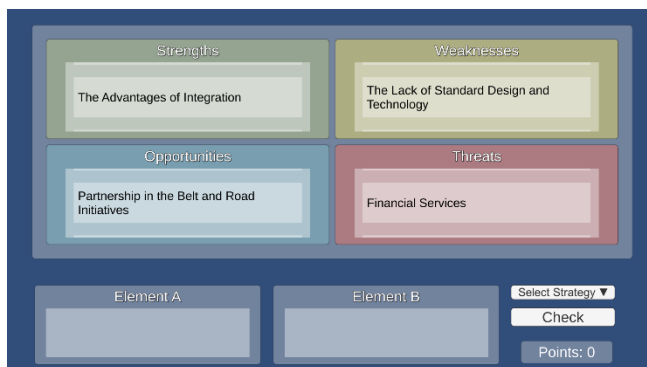 Strengths
Weaknesses
The Advantages of Integration
The Lack of Standard Design and
Technology
Opportunities
Threats
Partnership in the Belt and Road
Initiatives
Financial Services
Element A
Element B
Select Strategy ▼
Check
Points: 0